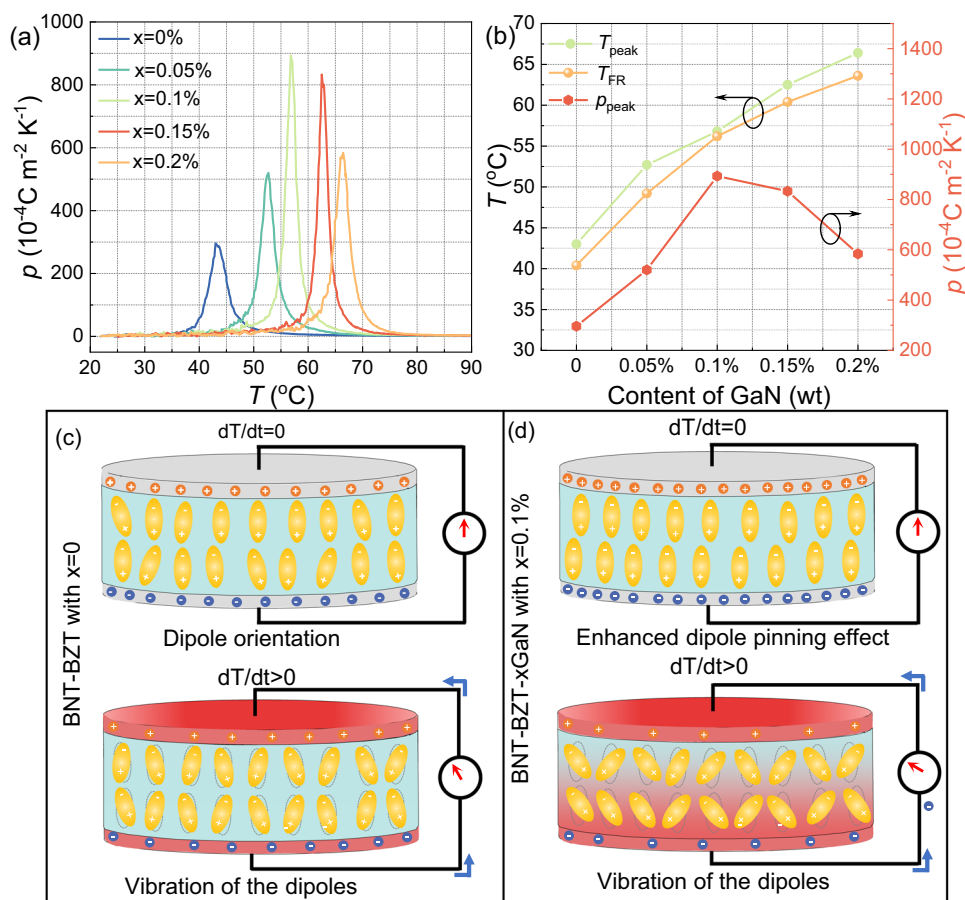 (a)
1000
800
600
400
200
0
p (10⁻⁴C m⁻² K⁻¹)
x=0%
x=0.05%
x=0.1%
x=0.15%
x=0.2%
20 30 40 50 60 70 80 90
T (°C)
(b)
75
70
65
60
55
50
45
40
35
30
T (°C)
T peak
T FR
p peak
1400
1200
1000
800
600
400
200
p (10⁻⁴C m⁻² K⁻¹)
0 0.05% 0.1% 0.15% 0.2%
Content of GaN (wt)
(c)
BNT-BZT with x=0
dT/dt=0
Dipole orientation
dT/dt>0
Vibration of the dipoles
(d)
BNT-BZT-xGaN with x=0.1%
dT/dt=0
Enhanced dipole pinning effect
dT/dt>0
Vibration of the dipoles